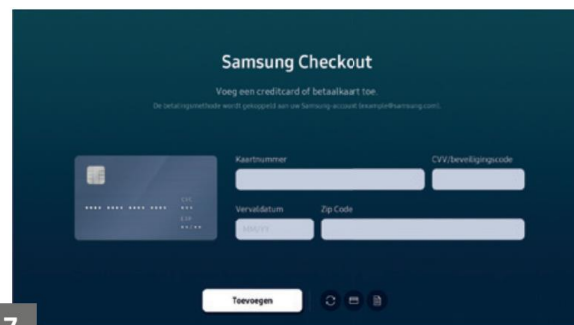 Samsung Checkout
Voeg een creditcard of betaalkaart toe.
De betalingsmethode wordt gekoppeld aan uw Samsung-account (example@samsung.com).
Kaartnummer
CVV/beveiligingscode
Vervaldatum
Zip Code
MM/YY
Toevoegen
7